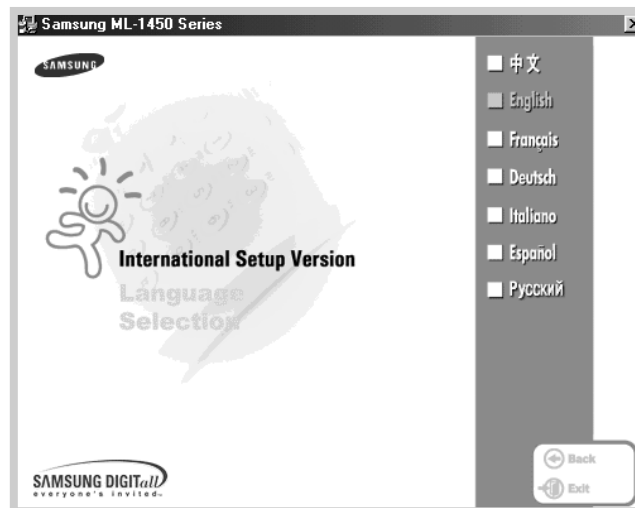 Samsung ML-1450 Series
SAMSUNG
中文
English
Français
Deutsch
Italiano
Español
Русский
International Setup Version
Language
Selection
Back
Exit
SAMSUNG DIGITall
everyone's invited™